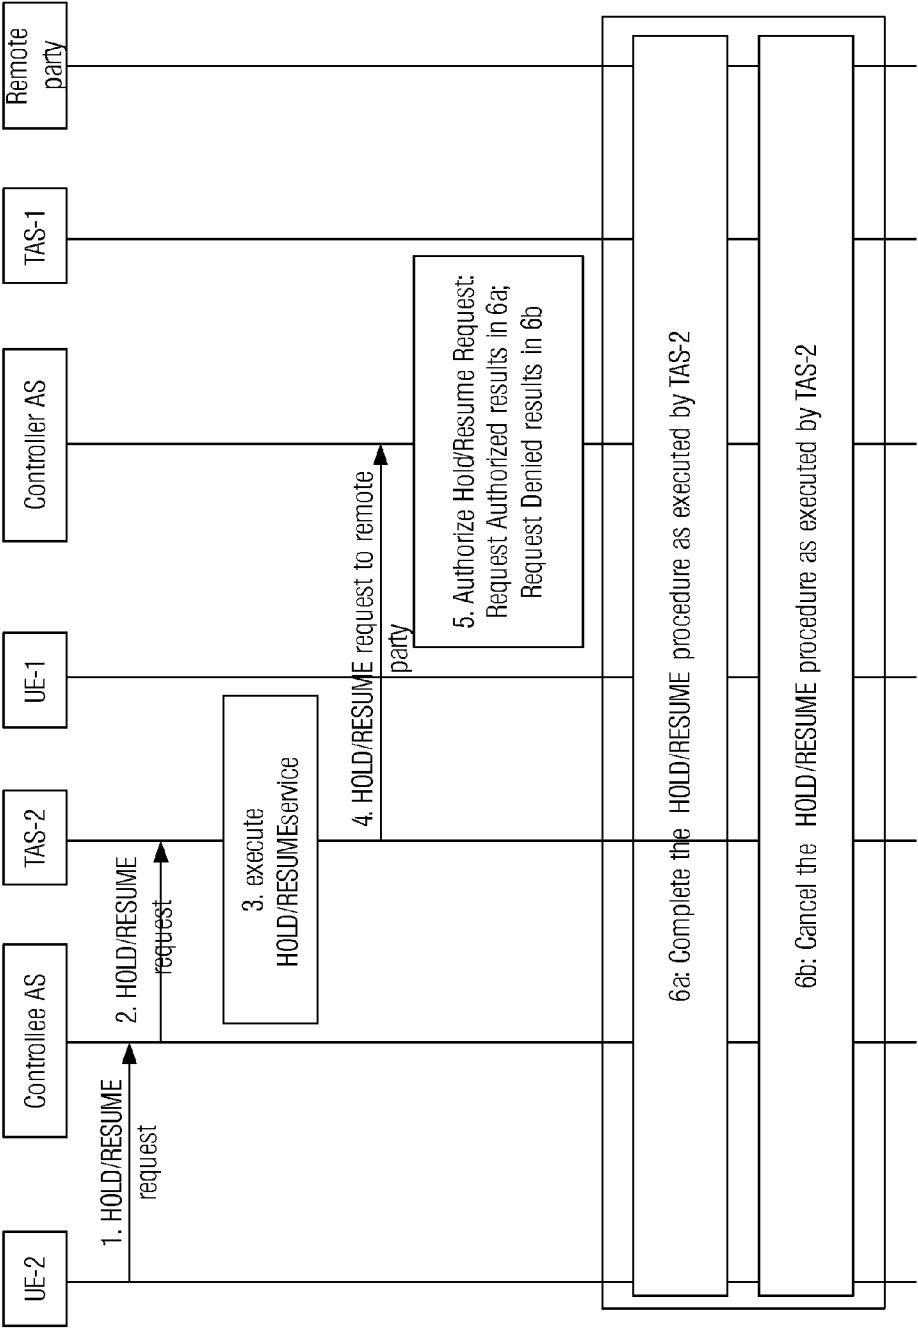 UE-2
Controllee AS
TAS-2
UE-1
Controller AS
TAS-1
Remote
party
1. HOLD/RESUME
request
2. HOLD/RESUME
request
3. execute
HOLD/RESUMEservice
4. HOLD/RESUME request to remote
party
5. Authorize Hold/Resume Request:
Request Authorized results in 6a;
Request Denied results in 6b
6a: Complete the HOLD/RESUME procedure as executed by TAS-2
6b: Cancel the HOLD/RESUME procedure as executed by TAS-2